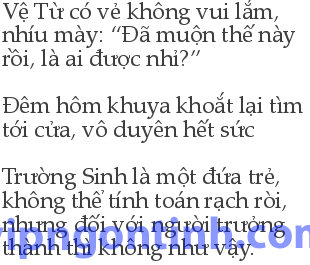 Vệ Từ có vẻ không vui lắm,
nhíu mày: “Đã muộn thế này
rồi, là ai được nhỉ?”
Đêm hôm khuya khoắt lại tìm
tới cửa, vô duyên hết sức
Trường Sinh là một đứa trẻ,
không thể tính toán rạch ròi,
nhưng đối với người trưởng
thành thì không như vậy.
vipngontinh.com